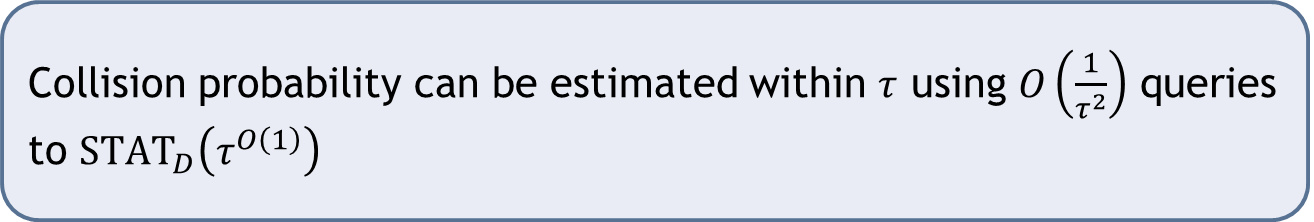 Collision probability can be estimated within τ using O(1/τ²) queries
to STAT_D(τ^{O(1)})